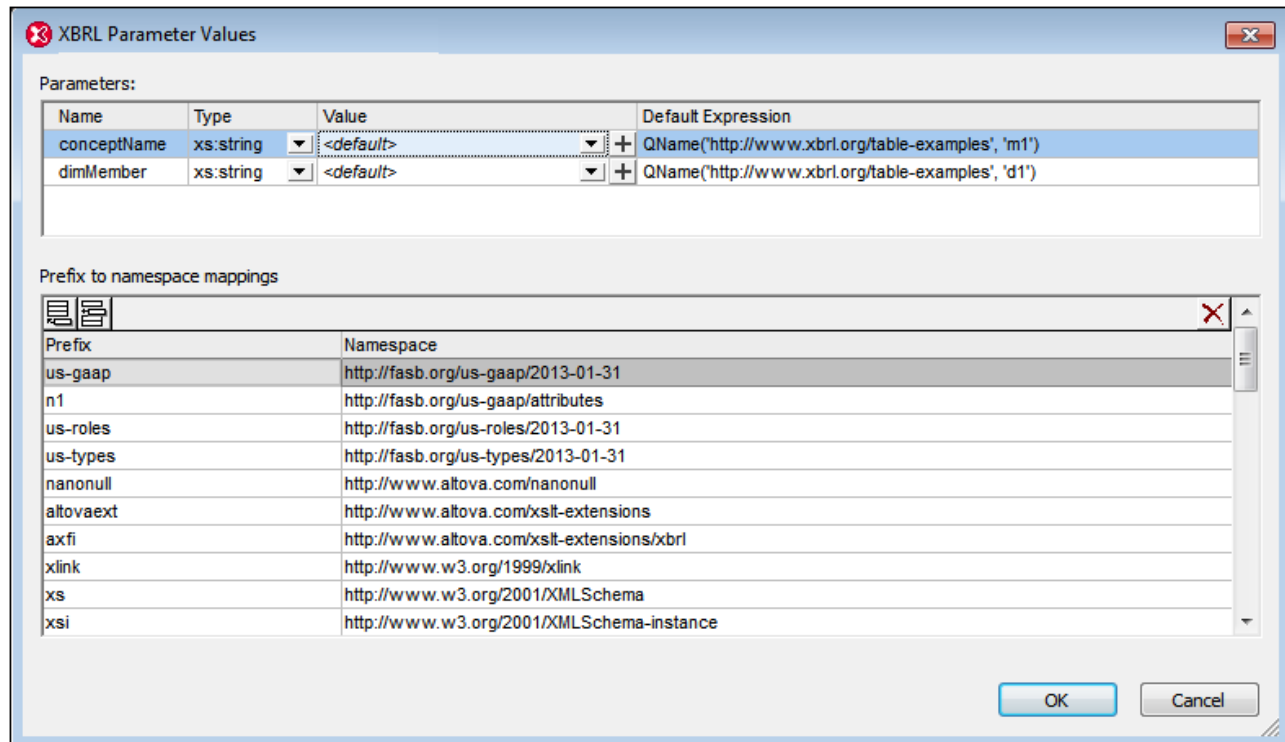 XBRL Parameter Values
Parameters:
Name Type Value Default Expression
conceptName xs:string <default> QName('http://www.xbrl.org/table-examples', 'm1')
dimMember xs:string <default> QName('http://www.xbrl.org/table-examples', 'd1')
Prefix to namespace mappings
Prefix Namespace
us-gaap http://fasb.org/us-gaap/2013-01-31
n1 http://fasb.org/us-gaap/attributes
us-roles http://fasb.org/us-roles/2013-01-31
us-types http://fasb.org/us-types/2013-01-31
nanonull http://www.altova.com/nanonull
altovaext http://www.altova.com/xslt-extensions
axfi http://www.altova.com/xslt-extensions/xbrl
xlink http://www.w3.org/1999/xlink
xs http://www.w3.org/2001/XMLSchema
xsi http://www.w3.org/2001/XMLSchema-instance
OK Cancel